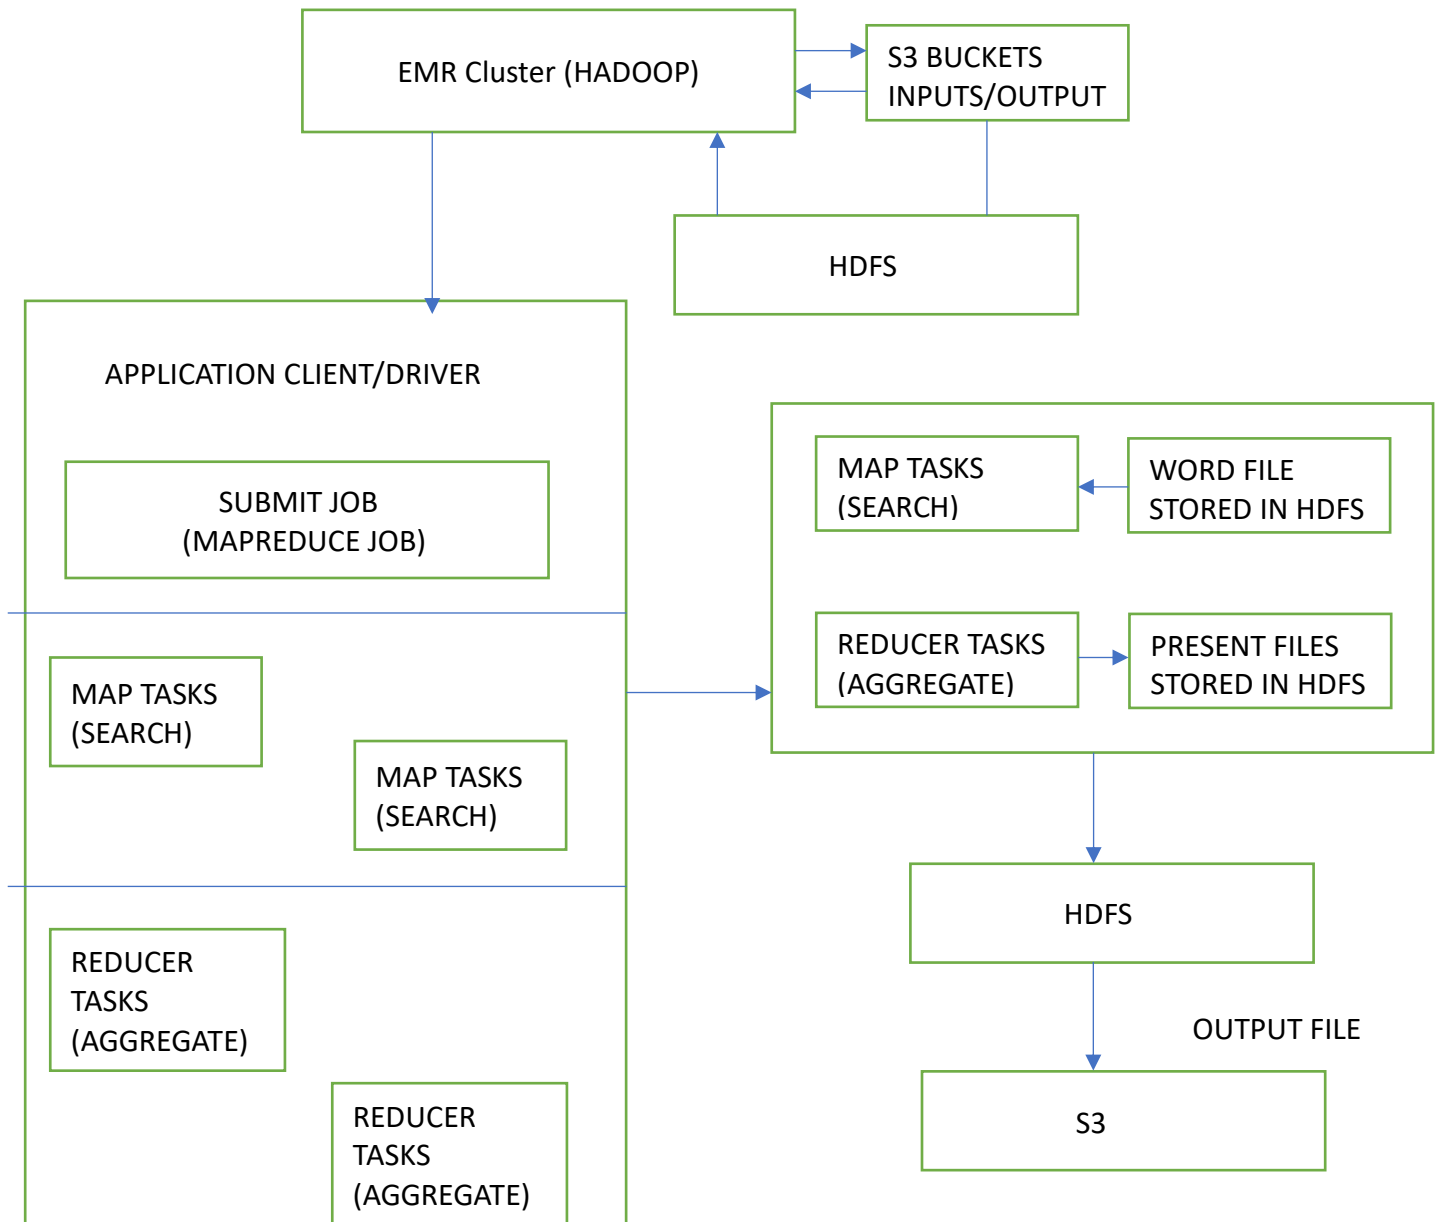 EMR Cluster (HADOOP)
S3 BUCKETS
INPUTS/OUTPUT
HDFS
APPLICATION CLIENT/DRIVER
SUBMIT JOB
(MAPREDUCE JOB)
MAP TASKS
(SEARCH)
WORD FILE
STORED IN HDFS
REDUCER TASKS
(AGGREGATE)
PRESENT FILES
STORED IN HDFS
MAP TASKS
(SEARCH)
MAP TASKS
(SEARCH)
HDFS
REDUCER
TASKS
(AGGREGATE)
OUTPUT FILE
REDUCER
TASKS
(AGGREGATE)
S3